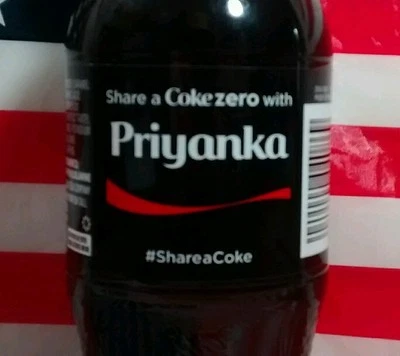 Share a Coke zero with
Priyanka
#ShareaCoke